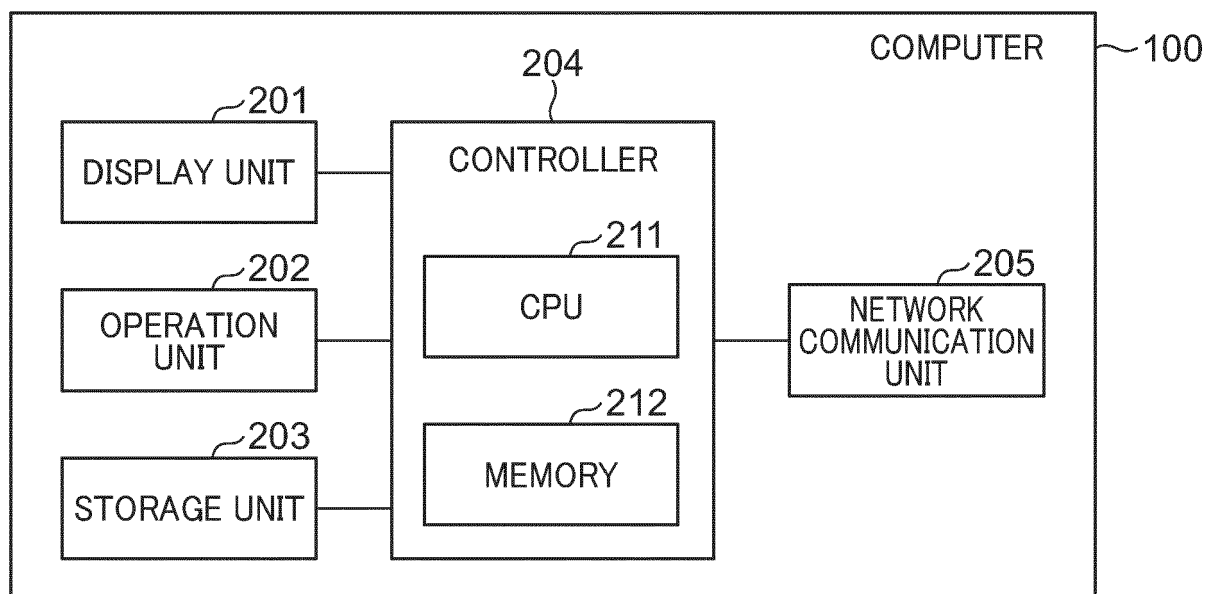 COMPUTER
100
204
201
DISPLAY UNIT
CONTROLLER
202
OPERATION
UNIT
211
CPU
205
NETWORK
COMMUNICATION
UNIT
203
STORAGE UNIT
212
MEMORY